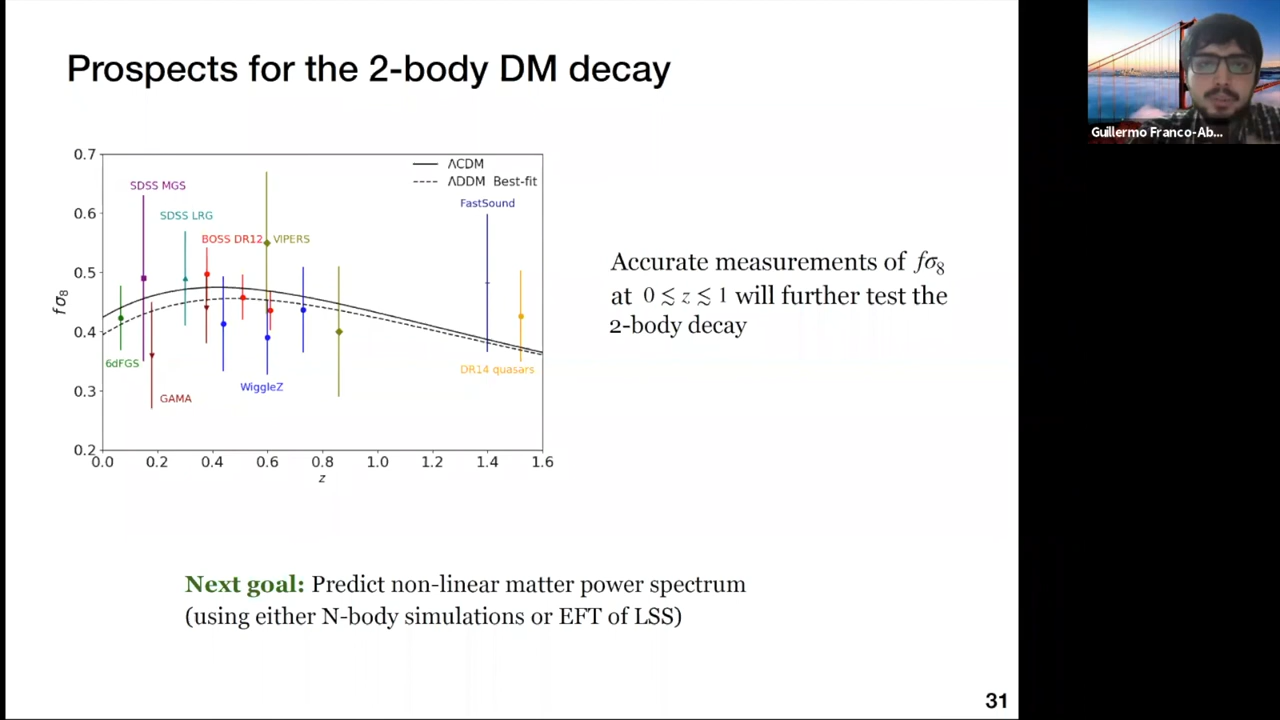 Prospects for the 2-body DM decay
Guillermo Franco-Ab...
0.7
0.6
0.5
0.4
0.3
0.2
fσ8
0.0 0.2 0.4 0.6 0.8 1.0 1.2 1.4 1.6
z
ΛCDM
ΛDDM Best-fit
SDSS MGS
FastSound
SDSS LRG
BOSS DR12
VIPERS
6dFGS
DR14 quasars
WiggleZ
GAMA
Accurate measurements of fσ8
at 0 ≲ z ≲ 1 will further test the
2-body decay
Next goal: Predict non-linear matter power spectrum
(using either N-body simulations or EFT of LSS)
31